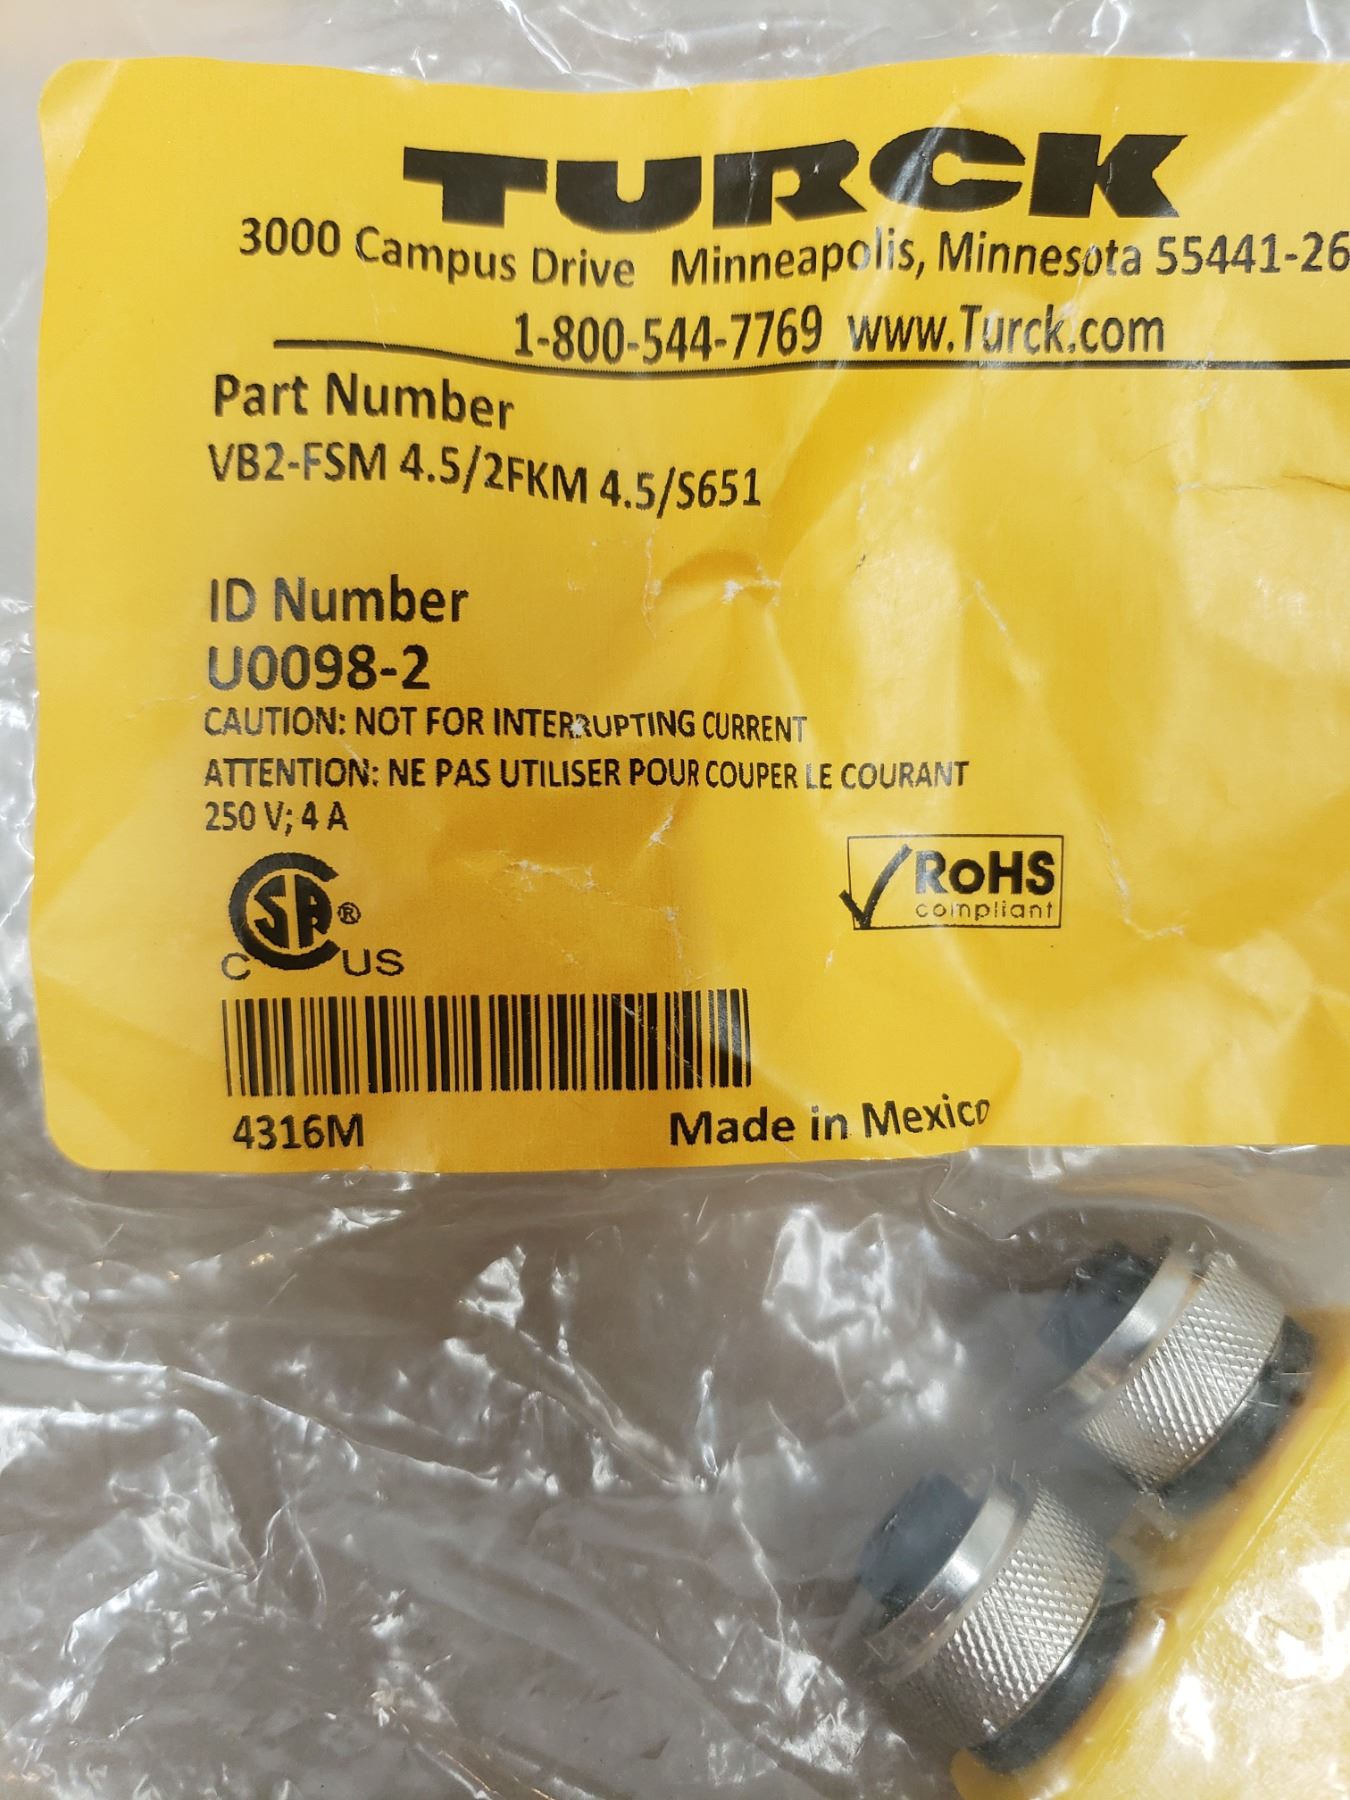 TURCK
3000 Campus Drive Minneapolis, Minnesota 55441-26
1-800-544-7769 www.Turck.com
Part Number
VB2-FSM 4.5/2FKM 4.5/S651
ID Number
U0098-2
CAUTION: NOT FOR INTERRUPTING CURRENT
ATTENTION: NE PAS UTILISER POUR COUPER LE COURANT
250 V; 4 A
RoHS
compliant
CSA®
C US
4316M
Made in Mexico